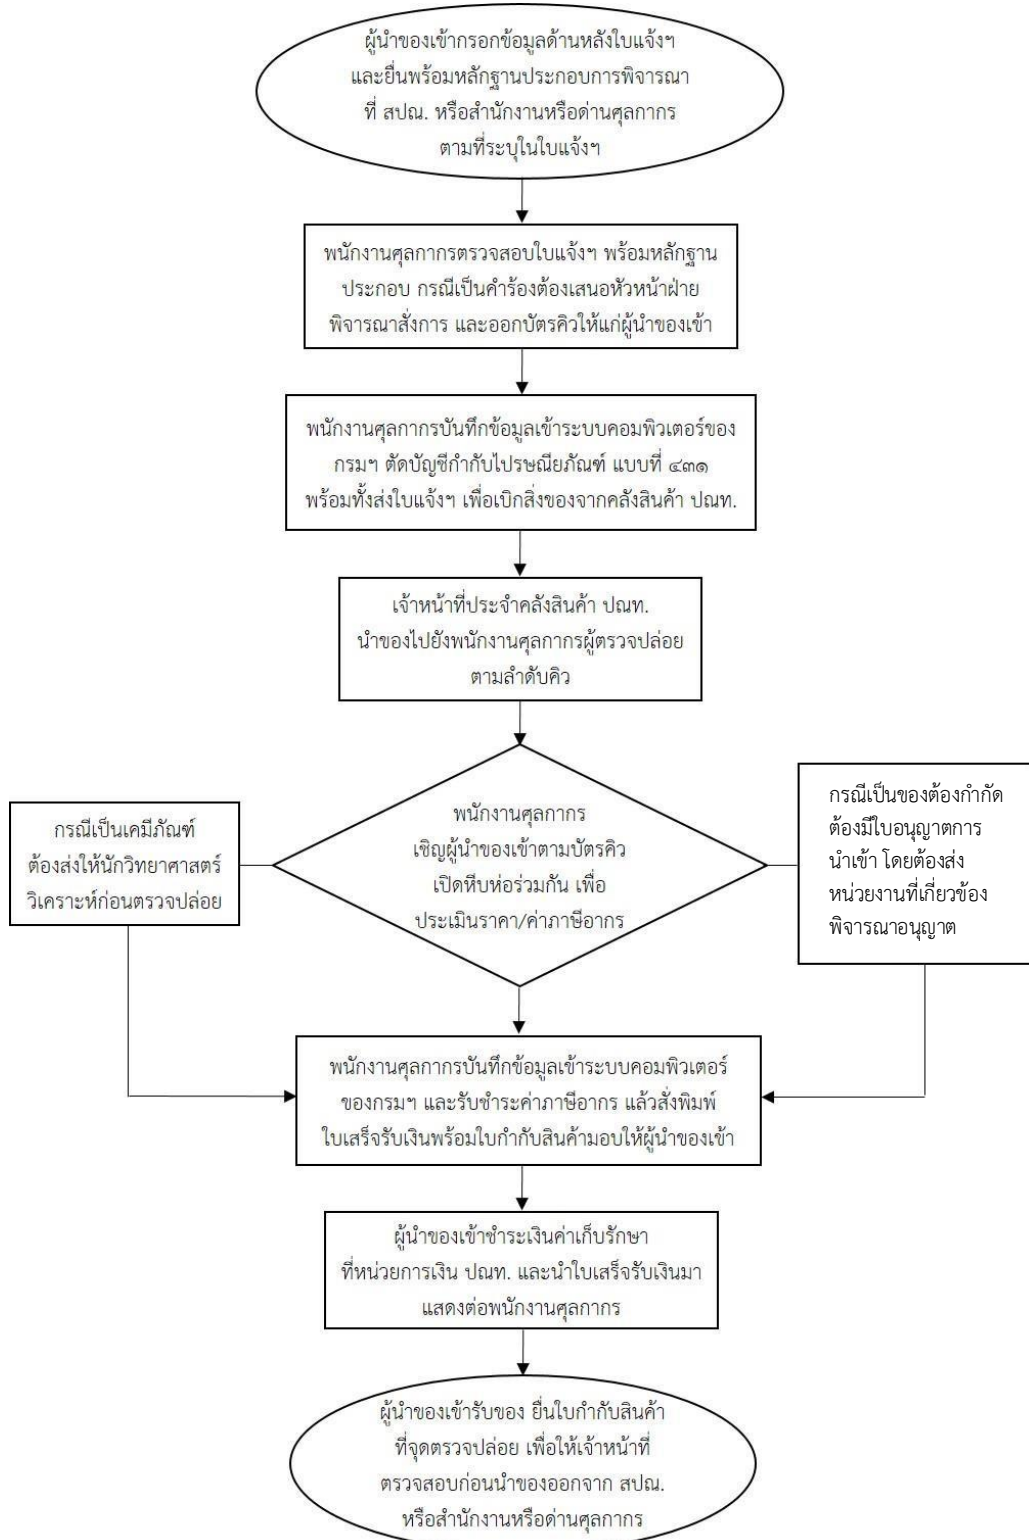 ผู้นำของเข้ากรอกข้อมูลด้านหลังใบแจ้งฯ
และยื่นพร้อมหลักฐานประกอบการพิจารณา
ที่ สปณ. หรือสำนักงานหรือด่านศุลกากร
ตามที่ระบุในใบแจ้งฯ
พนักงานศุลกากรตรวจสอบใบแจ้งฯ พร้อมหลักฐาน
ประกอบ กรณีเป็นคำร้องต้องเสนอหัวหน้าฝ่าย
พิจารณาสั่งการ และออกบัตรคิวให้แก่ผู้นำของเข้า
พนักงานศุลกากรบันทึกข้อมูลเข้าระบบคอมพิวเตอร์ของ
กรมฯ ตัดบัญชีกำกับไปรษณียภัณฑ์ แบบที่ ๔๓๑
พร้อมทั้งส่งใบแจ้งฯ เพื่อเบิกสิ่งของจากคลังสินค้า ปณท.
เจ้าหน้าที่ประจำคลังสินค้า ปณท.
นำของไปยังพนักงานศุลกากรผู้ตรวจปล่อย
ตามลำดับคิว
พนักงานศุลกากร
เชิญผู้นำของเข้าตามบัตรคิว
เปิดหีบห่อร่วมกัน เพื่อ
ประเมินราคา/ค่าภาษีอากร
กรณีเป็นเคมีภัณฑ์
ต้องส่งให้นักวิทยาศาสตร์
วิเคราะห์ก่อนตรวจปล่อย
กรณีเป็นของต้องกำกัด
ต้องมีใบอนุญาตการ
นำเข้า โดยต้องส่ง
หน่วยงานที่เกี่ยวข้อง
พิจารณาอนุญาต
พนักงานศุลกากรบันทึกข้อมูลเข้าระบบคอมพิวเตอร์
ของกรมฯ และรับชำระค่าภาษีอากร แล้วสั่งพิมพ์
ใบเสร็จรับเงินพร้อมใบกำกับสินค้ามอบให้ผู้นำของเข้า
ผู้นำของเข้าชำระเงินค่าเก็บรักษา
ที่หน่วยการเงิน ปณท. และนำใบเสร็จรับเงินมา
แสดงต่อพนักงานศุลกากร
ผู้นำของเข้ารับของ ยื่นใบกำกับสินค้า
ที่จุดตรวจปล่อย เพื่อให้เจ้าหน้าที่
ตรวจสอบก่อนนำของออกจาก สปณ.
หรือสำนักงานหรือด่านศุลกากร